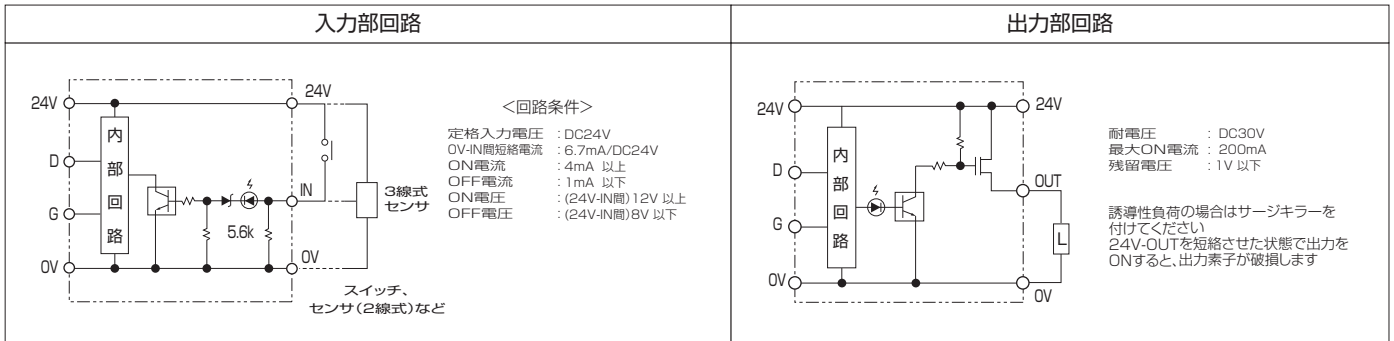 入力部回路
24V
24V
内部回路
D
IN
G
5.6k
0V
0V
3線式
センサ
スイッチ、
センサ(2線式)など
<回路条件>
定格入力電圧 : DC24V
0V-IN間短絡電流 : 6.7mA/DC24V
ON電流 : 4mA 以上
OFF電流 : 1mA 以下
ON電圧 : (24V-IN間)12V 以上
OFF電圧 : (24V-IN間)8V 以下
出力部回路
24V
24V
内部回路
D
OUT
G
L
0V
0V
耐電圧 : DC30V
最大ON電流 : 200mA
残留電圧 : 1V 以下
誘導性負荷の場合はサージキラーを
付けてください
24V-OUTを短絡させた状態で出力を
ONすると、出力素子が破損します